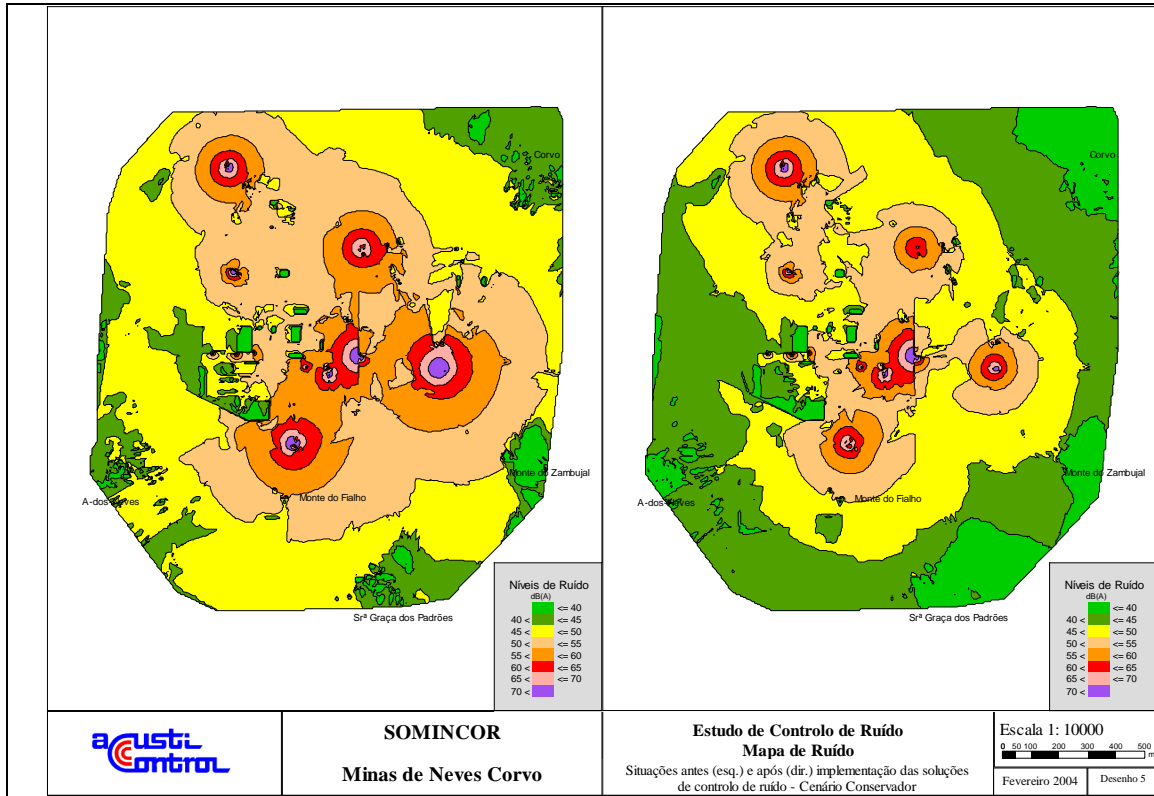 Corvo
Monte do Zambujal
A-dos-Neves
Monte do Fialho
Srª Graça dos Padrões
Níveis de Ruído
dB(A)
<= 40
40 < <= 45
45 < <= 50
50 < <= 55
55 < <= 60
60 < <= 65
65 < <= 70
70 <
Corvo
Monte do Zambujal
A-dos-Neves
Monte do Fialho
Srª Graça dos Padrões
Níveis de Ruído
dB(A)
<= 40
40 < <= 45
45 < <= 50
50 < <= 55
55 < <= 60
60 < <= 65
65 < <= 70
70 <
acusti
control
SOMINCOR
Minas de Neves Corvo
Estudo de Controlo de Ruído
Mapa de Ruído
Situações antes (esq.) e após (dir.) implementação das soluções
de controlo de ruído - Cenário Conservador
Escala 1: 10000
0 50 100 200 300 400 500
m
Fevereiro 2004
Desenho 5